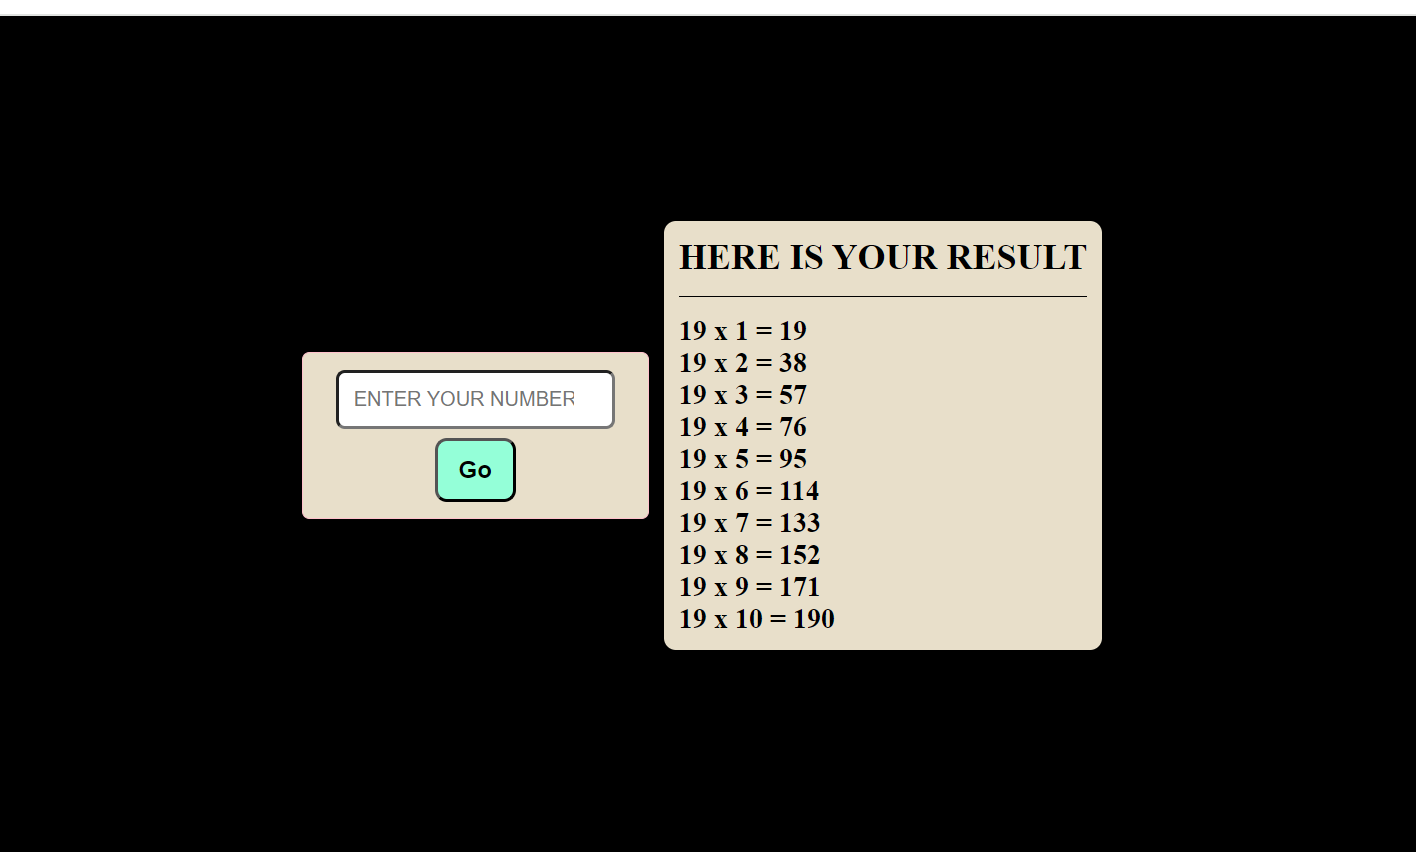 ENTER YOUR NUMBER
Go
HERE IS YOUR RESULT
19 x 1 = 19
19 x 2 = 38
19 x 3 = 57
19 x 4 = 76
19 x 5 = 95
19 x 6 = 114
19 x 7 = 133
19 x 8 = 152
19 x 9 = 171
19 x 10 = 190